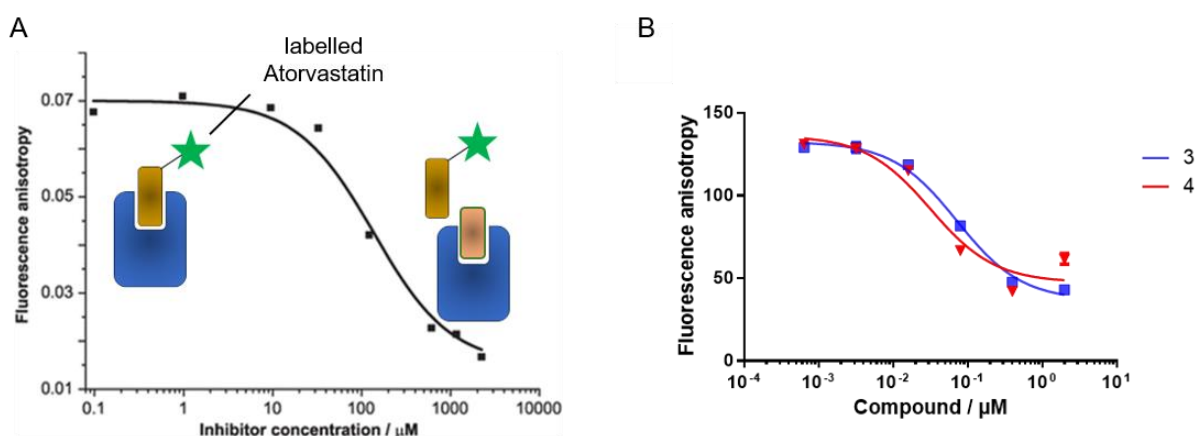 A
labelled
Atorvastatin
Fluorescence anisotropy
0.07
0.05
0.03
0.01
0.1 1 10 100 1000 10000
Inhibitor concentration / μM
B
Fluorescence anisotropy
150
100
50
0
10-4 10-3 10-2 10-1 100 101
Compound / μM
3
4